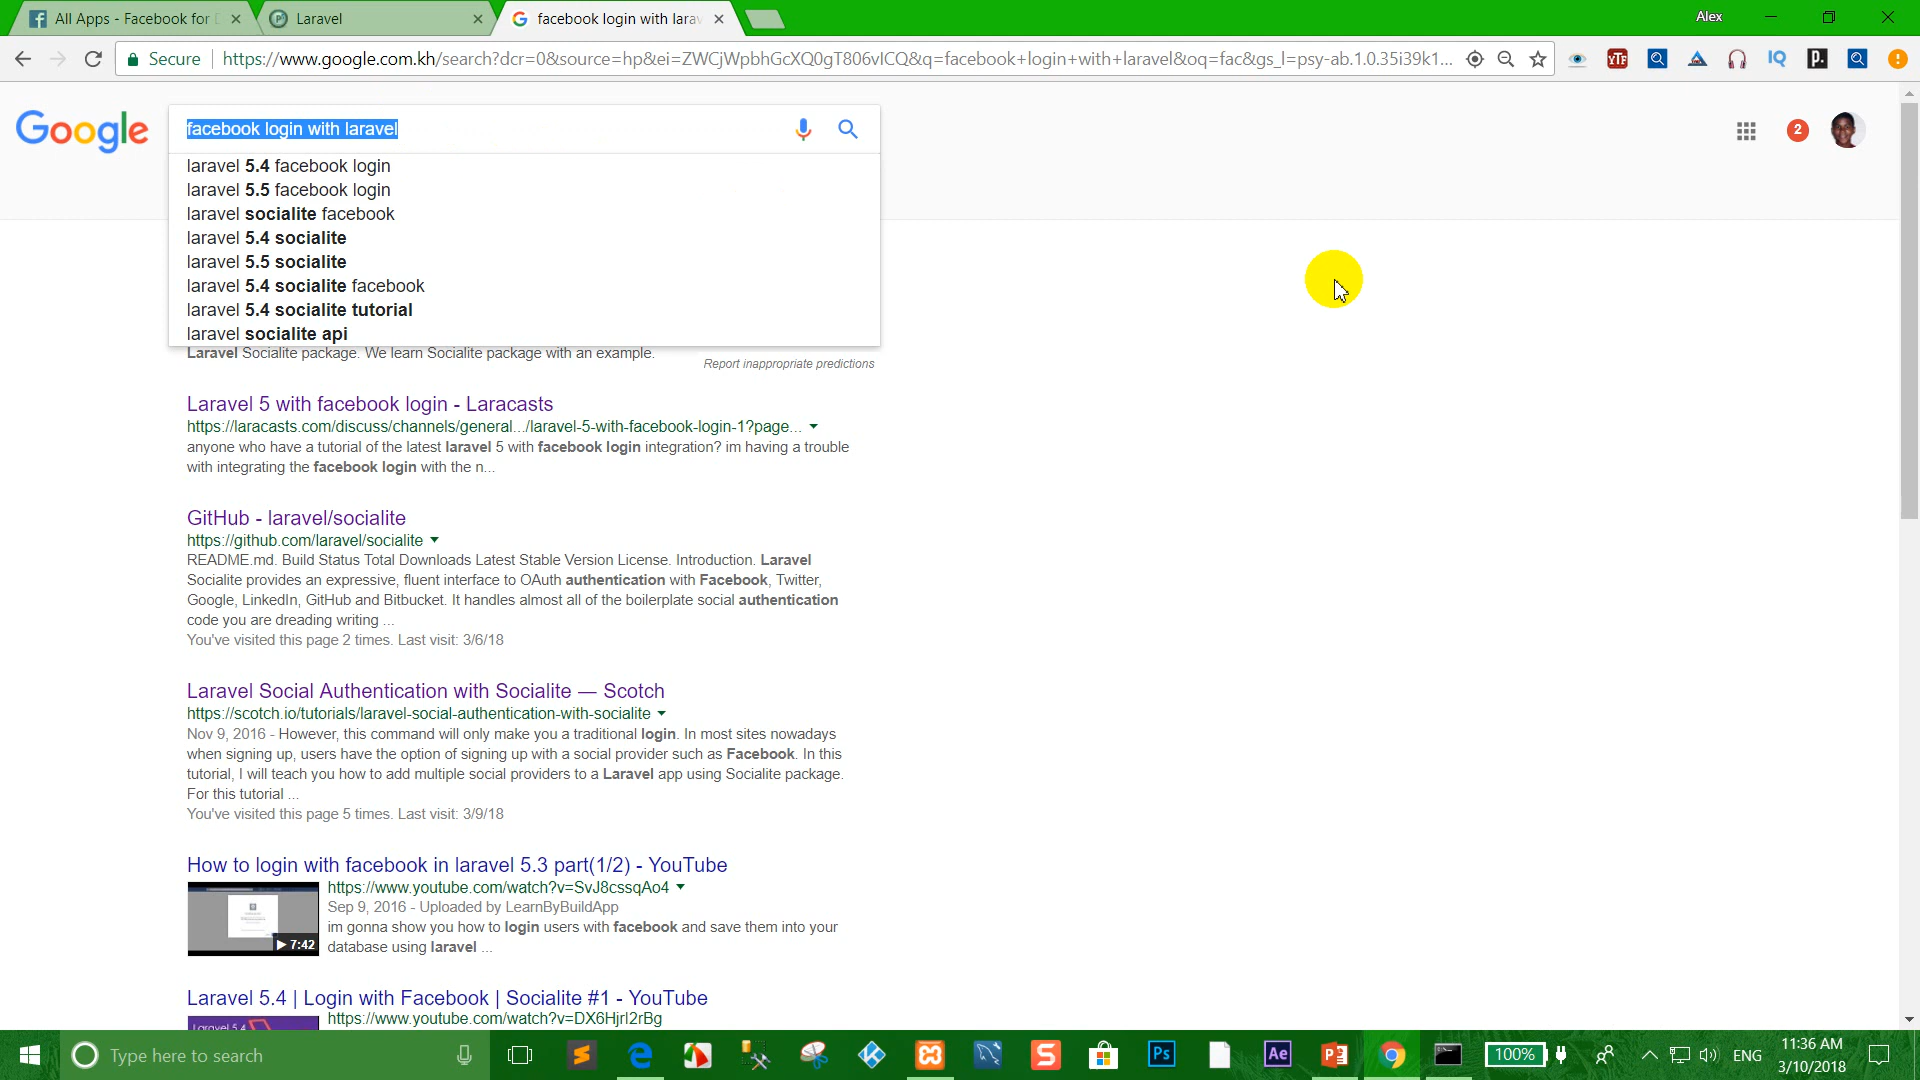 All Apps - Facebook for
Laravel
facebook login with larav
Alex
Secure
https://www.google.com.kh/search?dcr=0&source=hp&ei=ZWCjWpbhGcXQ0gT806vICQ&q=facebook+login+with+laravel&oq=fac&gs_l=psy-ab.1.0.35i39k1...
YTF
IQ
p.
Google
facebook login with laravel
2
laravel 5.4 facebook login
laravel 5.5 facebook login
laravel socialite facebook
laravel 5.4 socialite
laravel 5.5 socialite
laravel 5.4 socialite facebook
laravel 5.4 socialite tutorial
laravel socialite api
Laravel Socialite package. We learn Socialite package with an example.
Report inappropriate predictions
Laravel 5 with facebook login - Laracasts
https://laracasts.com/discuss/channels/general.../laravel-5-with-facebook-login-1?page...
anyone who have a tutorial of the latest laravel 5 with facebook login integration? im having a trouble
with integrating the facebook login with the n...
GitHub - laravel/socialite
https://github.com/laravel/socialite
README.md. Build Status Total Downloads Latest Stable Version License. Introduction. Laravel
Socialite provides an expressive, fluent interface to OAuth authentication with Facebook, Twitter,
Google, LinkedIn, GitHub and Bitbucket. It handles almost all of the boilerplate social authentication
code you are dreading writing ...
You've visited this page 2 times. Last visit: 3/6/18
Laravel Social Authentication with Socialite — Scotch
https://scotch.io/tutorials/laravel-social-authentication-with-socialite
Nov 9, 2016 - However, this command will only make you a traditional login. In most sites nowadays
when signing up, users have the option of signing up with a social provider such as Facebook. In this
tutorial, I will teach you how to add multiple social providers to a Laravel app using Socialite package.
For this tutorial ...
You've visited this page 5 times. Last visit: 3/9/18
How to login with facebook in laravel 5.3 part(1/2) - YouTube
https://www.youtube.com/watch?v=SvJ8cssqAo4
Sep 9, 2016 - Uploaded by LearnByBuildApp
im gonna show you how to login users with facebook and save them into your
7:42
database using laravel ...
Laravel 5.4 | Login with Facebook | Socialite #1 - YouTube
https://www.youtube.com/watch?v=DX6Hjrl2rBg
Laravel 5.4
Type here to search
Ps
Ae
100%
ENG
11:36 AM
3/10/2018